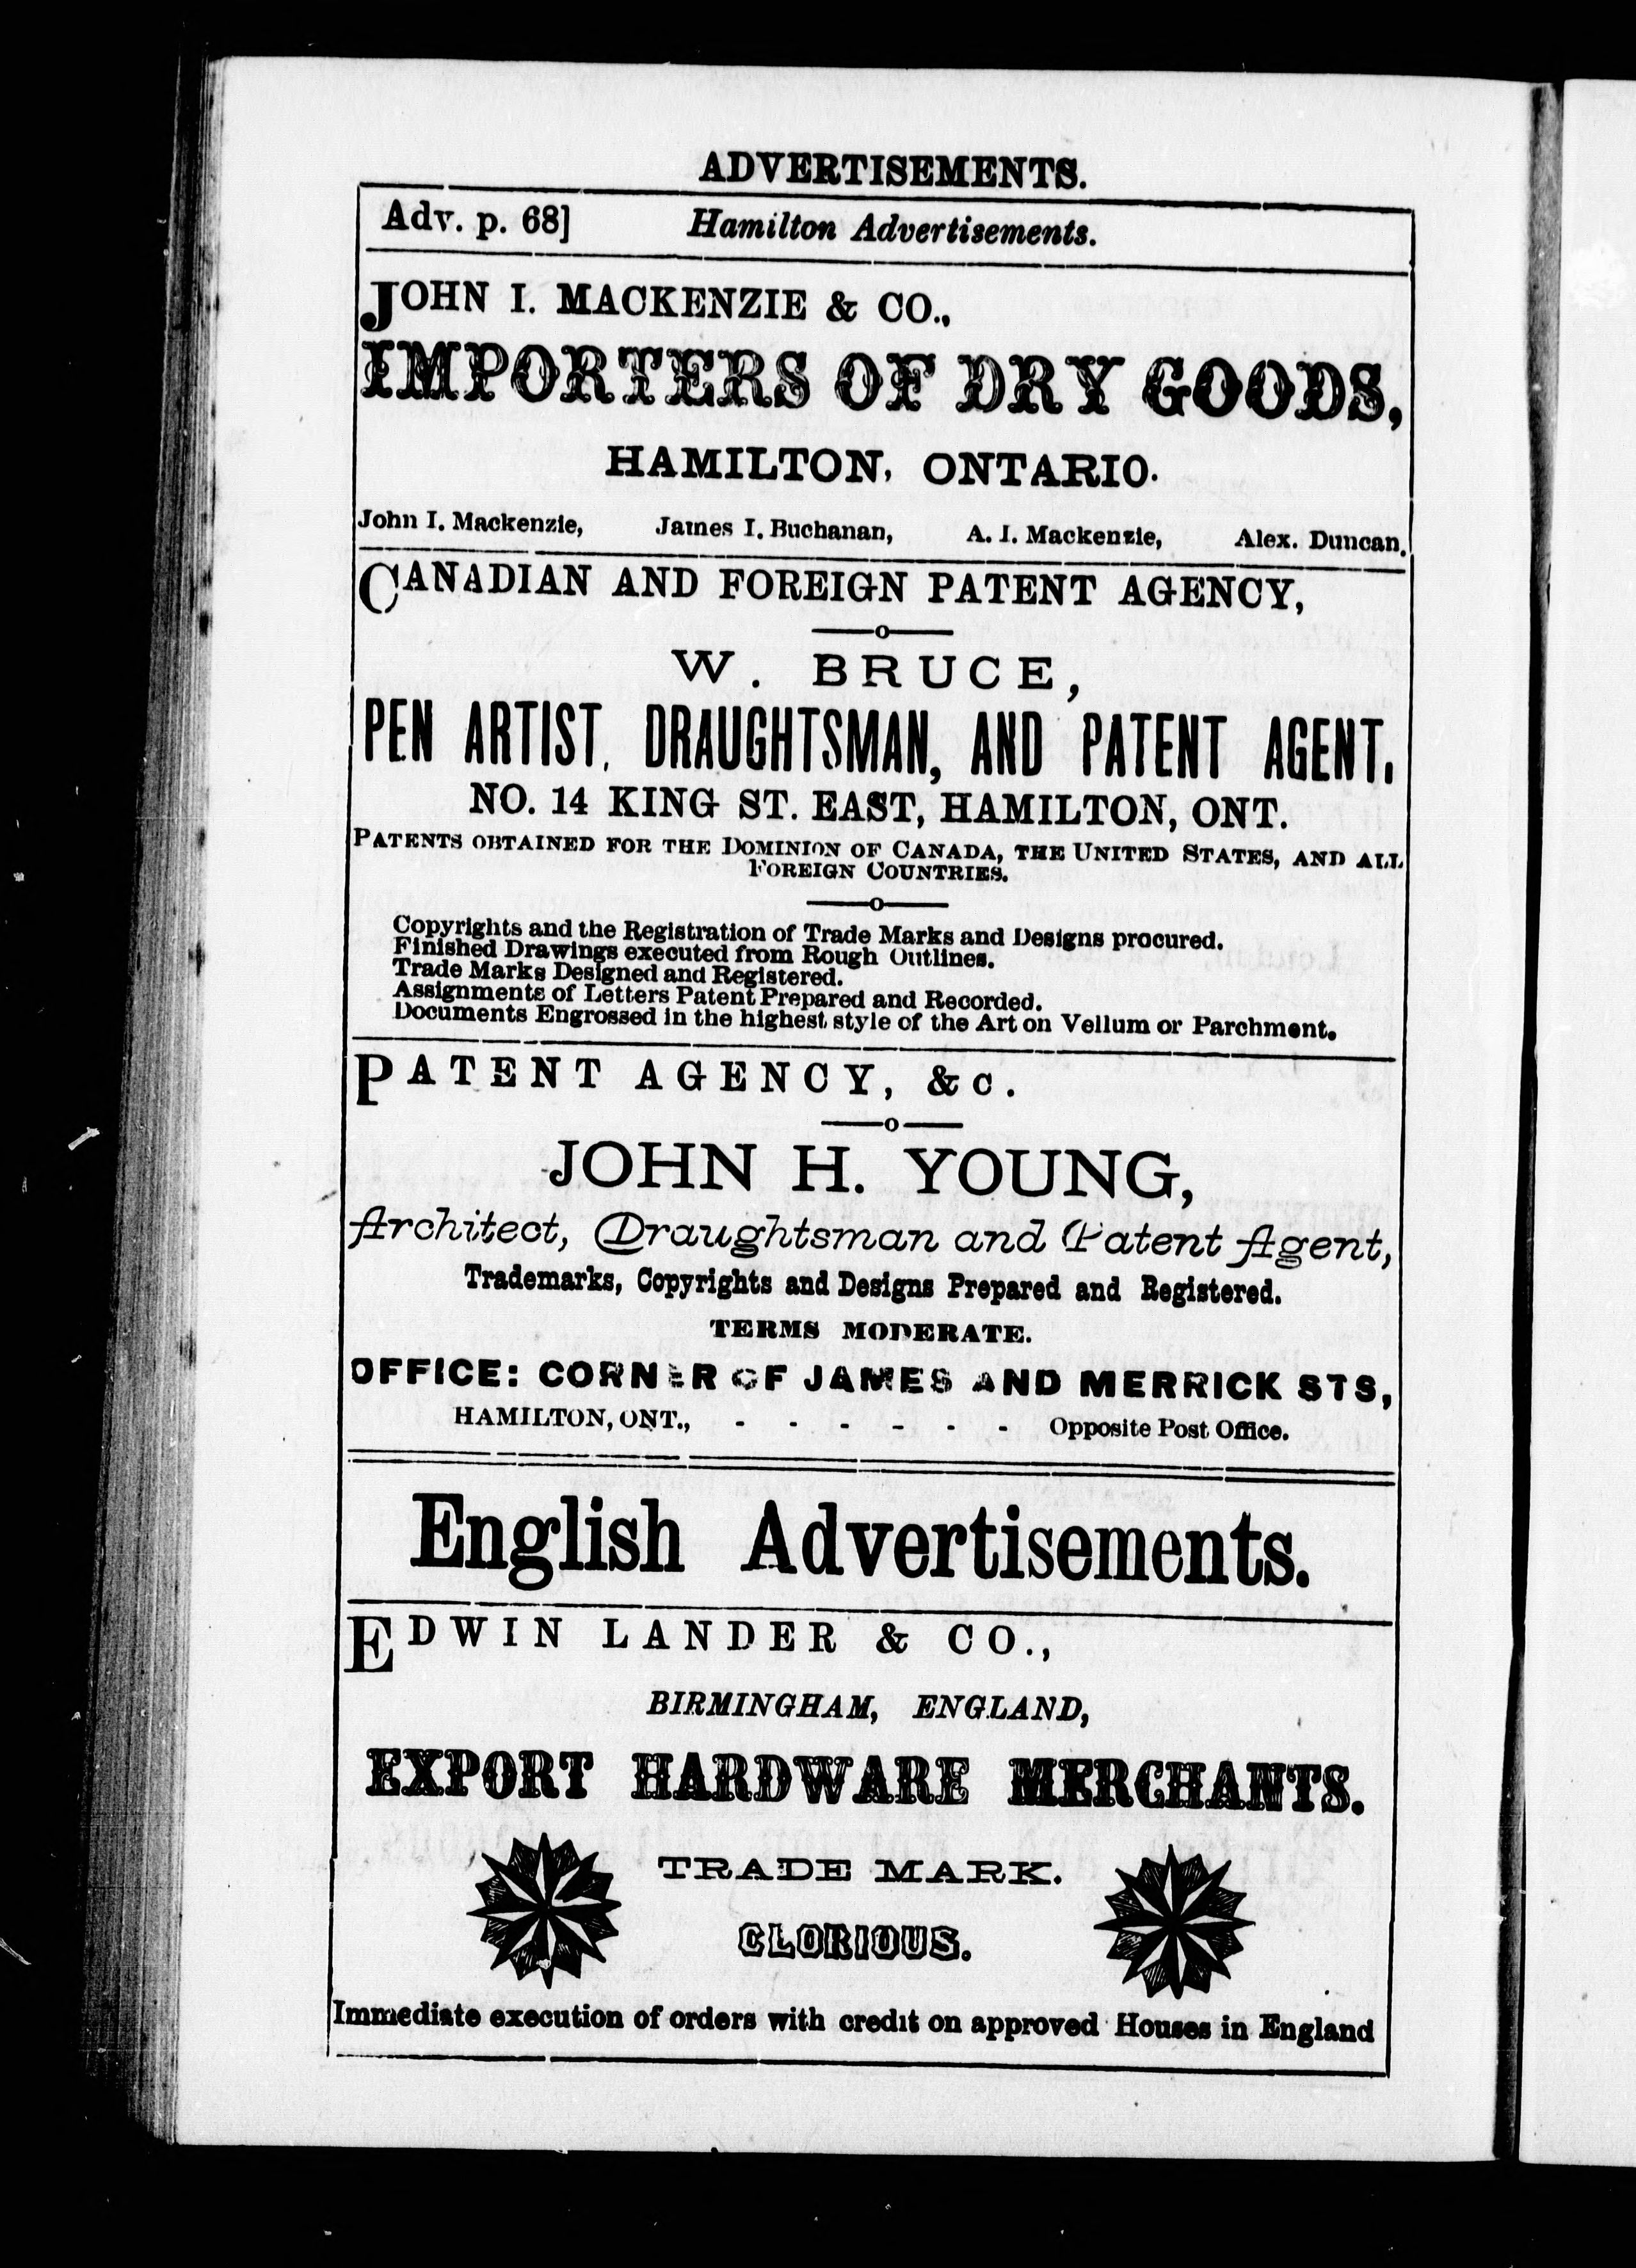 ADVERTISEMENTS.
Adv. p. 68] Hamilton Advertisements.
JOHN I. MACKENZIE & CO.,
IMPORTERS OF DRY GOODS,
HAMILTON, ONTARIO.
John I. Mackenzie, James I. Buchanan, A. I. Mackenzie, Alex. Duncan.
CANADIAN AND FOREIGN PATENT AGENCY,
W. BRUCE,
PEN ARTIST, DRAUGHTSMAN, AND PATENT AGENT.
NO. 14 KING ST. EAST, HAMILTON, ONT.
PATENTS OBTAINED FOR THE DOMINION OF CANADA, THE UNITED STATES, AND ALL
FOREIGN COUNTRIES.
Copyrights and the Registration of Trade Marks and Designs procured.
Finished Drawings executed from Rough Outlines.
Trade Marks Designed and Registered.
Assignments of Letters Patent Prepared and Recorded.
Documents Engrossed in the highest style of the Art on Vellum or Parchment.
PATENT AGENCY, &c.
JOHN H. YOUNG,
Architect, Draughtsman and Patent Agent,
Trademarks, Copyrights and Designs Prepared and Registered.
TERMS MODERATE.
OFFICE: CORNER OF JAMES AND MERRICK STS,
HAMILTON, ONT., - - - - - - Opposite Post Office.
English Advertisements.
EDWIN LANDER & CO.,
BIRMINGHAM, ENGLAND,
EXPORT HARDWARE MERCHANTS.
TRADE MARK.
GLORIOUS.
Immediate execution of orders with credit on approved Houses in England